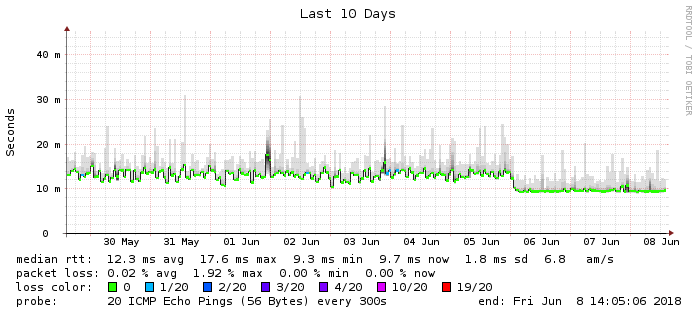 Last 10 Days
RRDTOOL / TOBI OETIKER
Seconds
40 m
30 m
20 m
10 m
0
30 May 31 May 01 Jun 02 Jun 03 Jun 04 Jun 05 Jun 06 Jun 07 Jun 08 Jun
median rtt: 12.3 ms avg 17.6 ms max 9.3 ms min 9.7 ms now 1.8 ms sd 6.8 am/s
packet loss: 0.02 % avg 1.92 % max 0.00 % min 0.00 % now
loss color: 0 1/20 2/20 3/20 4/20 10/20 19/20
probe: 20 ICMP Echo Pings (56 Bytes) every 300s end: Fri Jun 8 14:05:06 2018